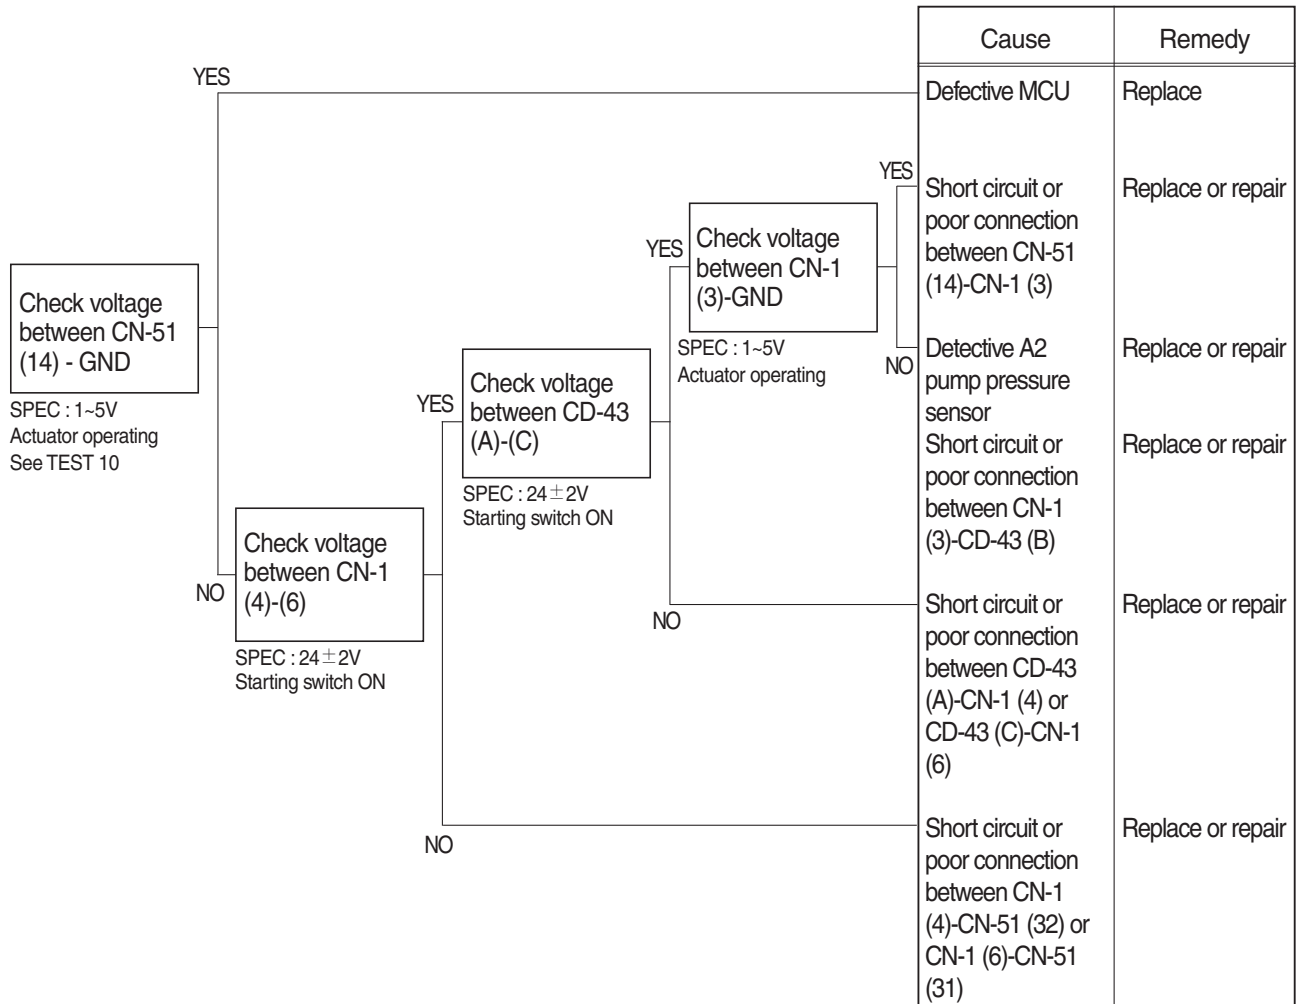 Cause
Remedy
YES
Defective MCU
Replace
YES
Short circuit or
poor connection
between CN-51
(14)-CN-1 (3)
Replace or repair
YES
Check voltage
between CN-1
(3)-GND
SPEC : 1~5V
Actuator operating
NO
Detective A2
pump pressure
sensor
Replace or repair
Short circuit or
poor connection
between CN-1
(3)-CD-43 (B)
Replace or repair
Check voltage
between CN-51
(14) - GND
SPEC : 1~5V
Actuator operating
See TEST 10
YES
Check voltage
between CD-43
(A)-(C)
SPEC : 24±2V
Starting switch ON
NO
Check voltage
between CN-1
(4)-(6)
SPEC : 24±2V
Starting switch ON
NO
Short circuit or
poor connection
between CD-43
(A)-CN-1 (4) or
CD-43 (C)-CN-1
(6)
Replace or repair
NO
Short circuit or
poor connection
between CN-1
(4)-CN-51 (32) or
CN-1 (6)-CN-51
(31)
Replace or repair